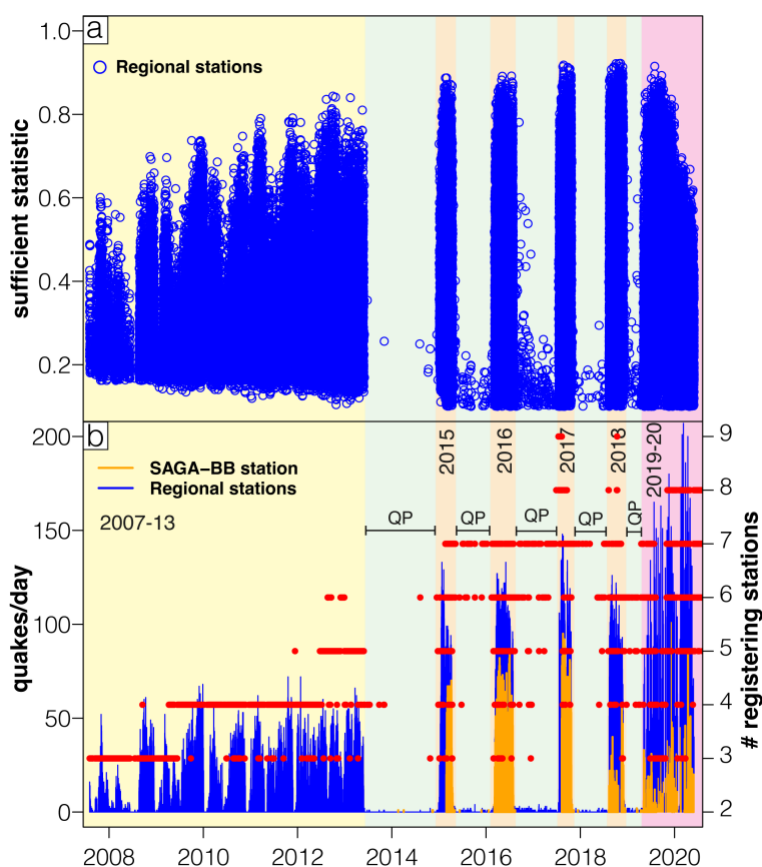 a
1.0
Regional stations
0.8
0.6
0.4
0.2
sufficient statistic
b
200
150
100
50
0
quakes/day
SAGA–BB station
Regional stations
2007-13
QP
QP
QP
QP
QP
2015
2016
2017
2018
2019-20
9
8
7
6
5
4
3
2
# registering stations
2008
2010
2012
2014
2016
2018
2020